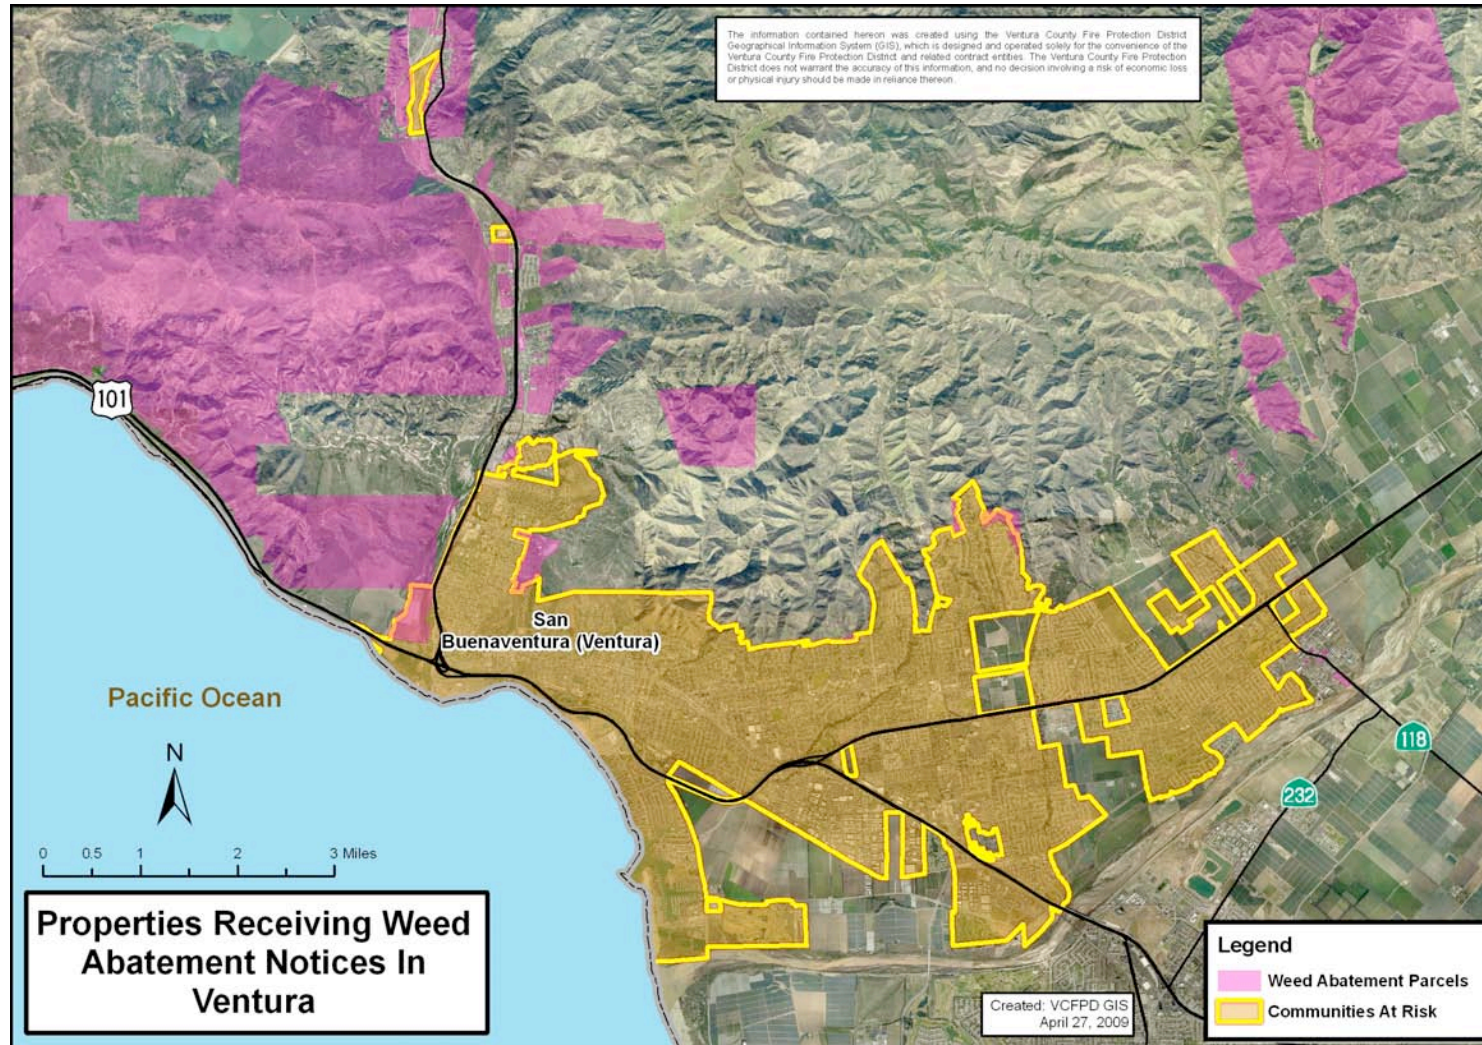 The information contained hereon was created using the Ventura County Fire Protection District
Geographical Information System (GIS), which is designed and operated solely for the convenience of the
Ventura County Fire Protection District and related contract entities. The Ventura County Fire Protection
District does not warrant the accuracy of this information, and no decision involving a risk of economic loss
or physical injury should be made in reliance thereon.
101
San
Buenaventura (Ventura)
Pacific Ocean
N
118
232
0 0.5 1 2 3 Miles
Properties Receiving Weed
Abatement Notices In
Ventura
Created: VCFPD GIS
April 27, 2009
Legend
Weed Abatement Parcels
Communities At Risk